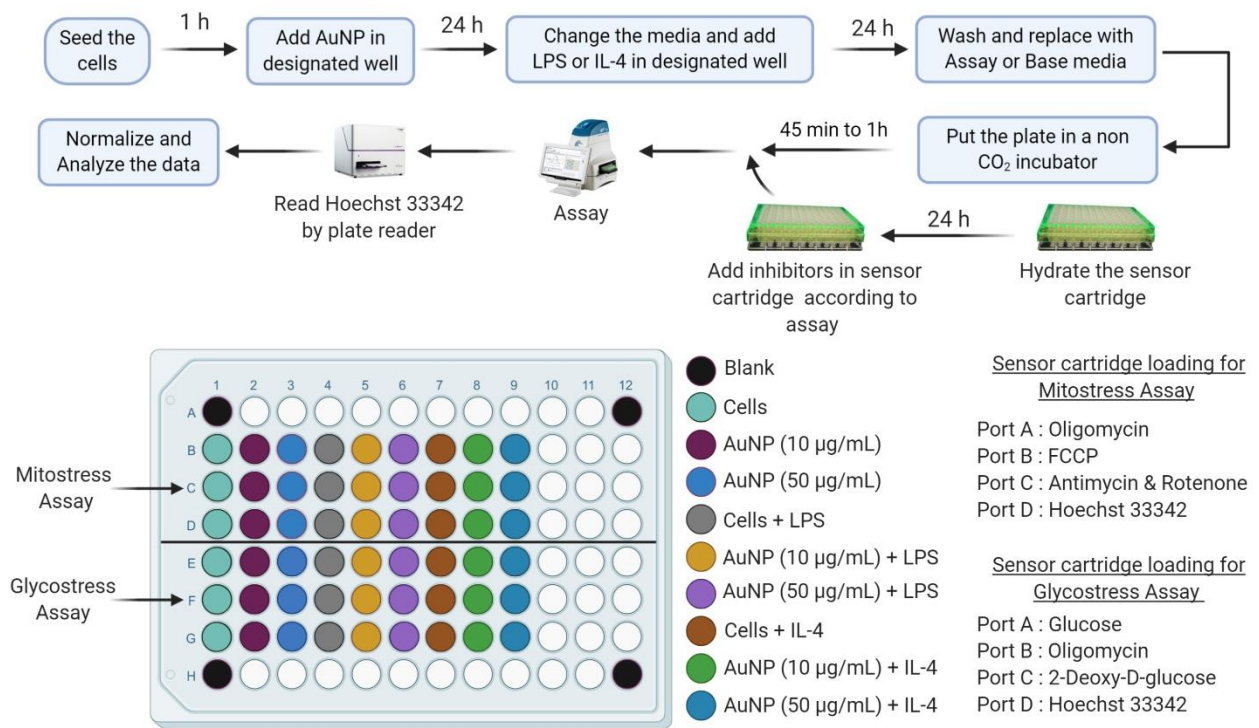 Seed the
cells
1 h
Add AuNP in
designated well
24 h
Change the media and add
LPS or IL-4 in designated well
24 h
Wash and replace with
Assay or Base media
Normalize and
Analyze the data
Read Hoechst 33342
by plate reader
Assay
45 min to 1h
Put the plate in a non
CO₂ incubator
24 h
Add inhibitors in sensor
cartridge according to
assay
Hydrate the sensor
cartridge
1 2 3 4 5 6 7 8 9 10 11 12
A
B
C
D
E
F
G
H
Mitostress
Assay
Glycostress
Assay
Blank
Cells
AuNP (10 µg/mL)
AuNP (50 µg/mL)
Cells + LPS
AuNP (10 µg/mL) + LPS
AuNP (50 µg/mL) + LPS
Cells + IL-4
AuNP (10 µg/mL) + IL-4
AuNP (50 µg/mL) + IL-4
Sensor cartridge loading for
Mitostress Assay
Port A : Oligomycin
Port B : FCCP
Port C : Antimycin & Rotenone
Port D : Hoechst 33342
Sensor cartridge loading for
Glycostress Assay
Port A : Glucose
Port B : Oligomycin
Port C : 2-Deoxy-D-glucose
Port D : Hoechst 33342